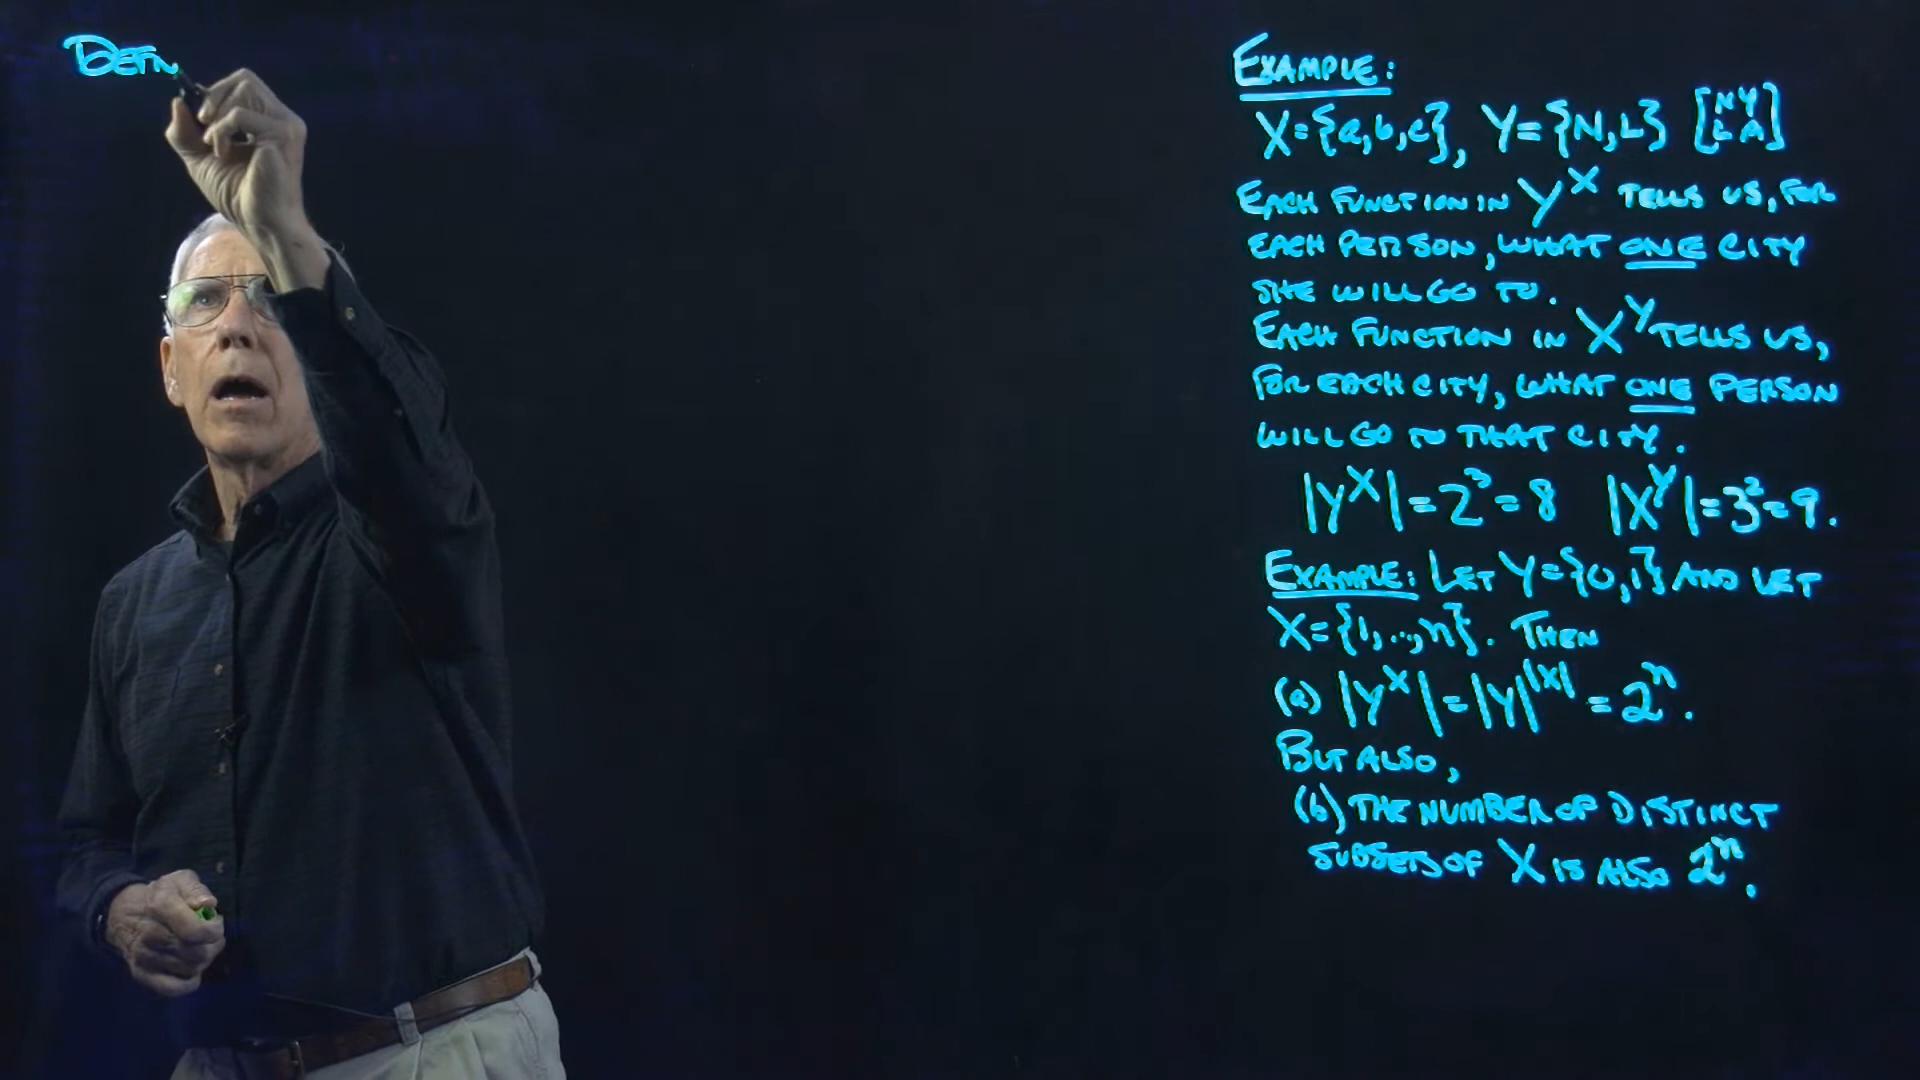 DEFN
EXAMPLE:
X={a,b,c}, Y={N,L} [NY LA]
EACH FUNCTION IN Y^X TELLS US, FOR
EACH PERSON, WHAT ONE CITY
SHE WILL GO TO.
EACH FUNCTION IN X^Y TELLS US,
FOR EACH CITY, WHAT ONE PERSON
WILL GO TO THAT CITY.
|Y^X|=2^3=8 |X^Y|=3^2=9.
EXAMPLE: LET Y={0,1} AND LET
X={1,..,n}. THEN
(a) |Y^X|=|Y|^|X|=2^n.
BUT ALSO,
(b) THE NUMBER OF DISTINCT
SUBSETS OF X IS ALSO 2^n.